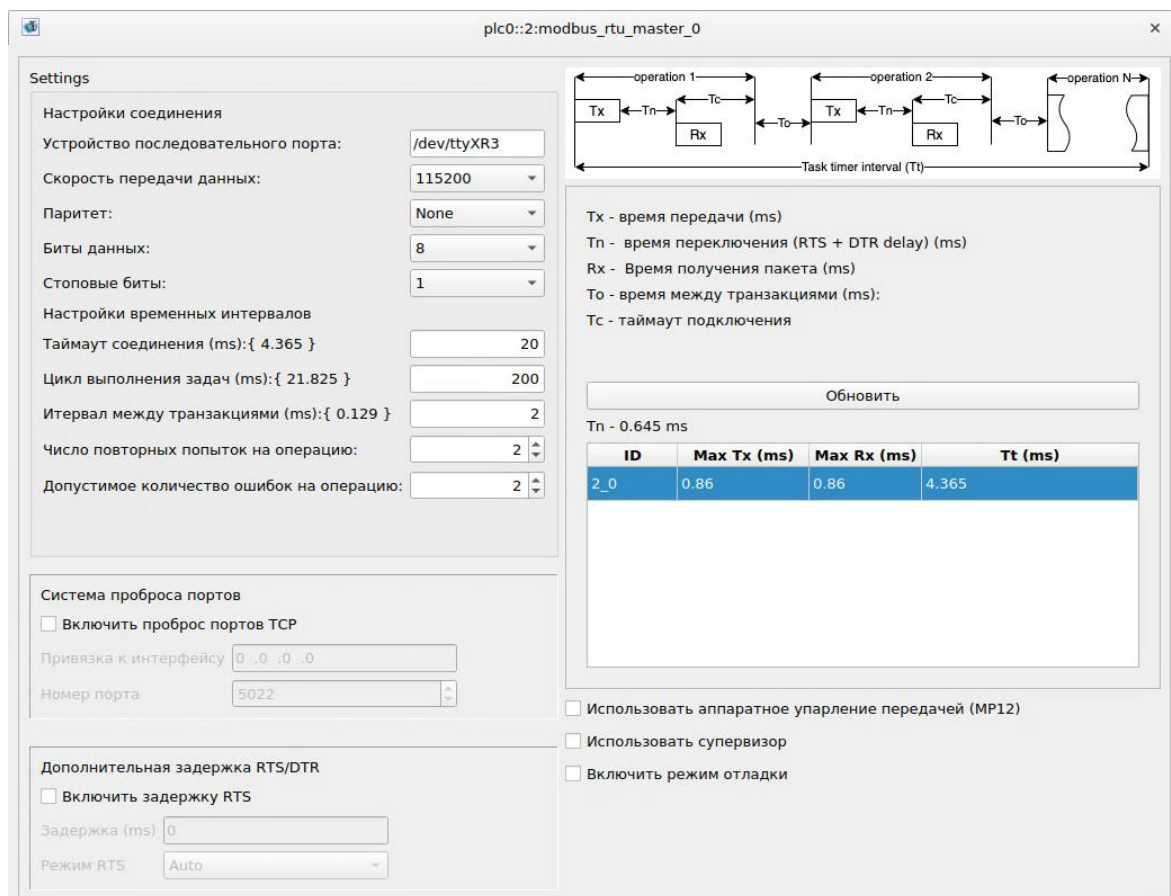 plc0::2:modbus_rtu_master_0
Settings
Настройки соединения
Устройство последовательного порта: /dev/ttyXR3
Скорость передачи данных: 115200
Паритет: None
Биты данных: 8
Стоповые биты: 1
Настройки временных интервалов
Таймаут соединения (ms):{ 4.365 } 20
Цикл выполнения задач (ms):{ 21.825 } 200
Итервал между транзакциями (ms):{ 0.129 } 2
Число повторных попыток на операцию: 2
Допустимое количество ошибок на операцию: 2
Система проброса портов
Включить проброс портов TCP
Привязка к интерфейсу 0 .0 .0 .0
Номер порта 5022
Дополнительная задержка RTS/DTR
Включить задержку RTS
Задержка (ms) 0
Режим RTS Auto
operation 1 operation 2 operation N
Tx Tn Tc Rx To Tx Tn Tc Rx To
Task timer interval (Tt)
Tx - время передачи (ms)
Tn - время переключения (RTS + DTR delay) (ms)
Rx - Время получения пакета (ms)
To - время между транзакциями (ms):
Tc - таймаут подключения
Обновить
Tn - 0.645 ms
ID Max Tx (ms) Max Rx (ms) Tt (ms)
2_0 0.86 0.86 4.365
Использовать аппаратное упарление передачей (МР12)
Использовать супервизор
Включить режим отладки